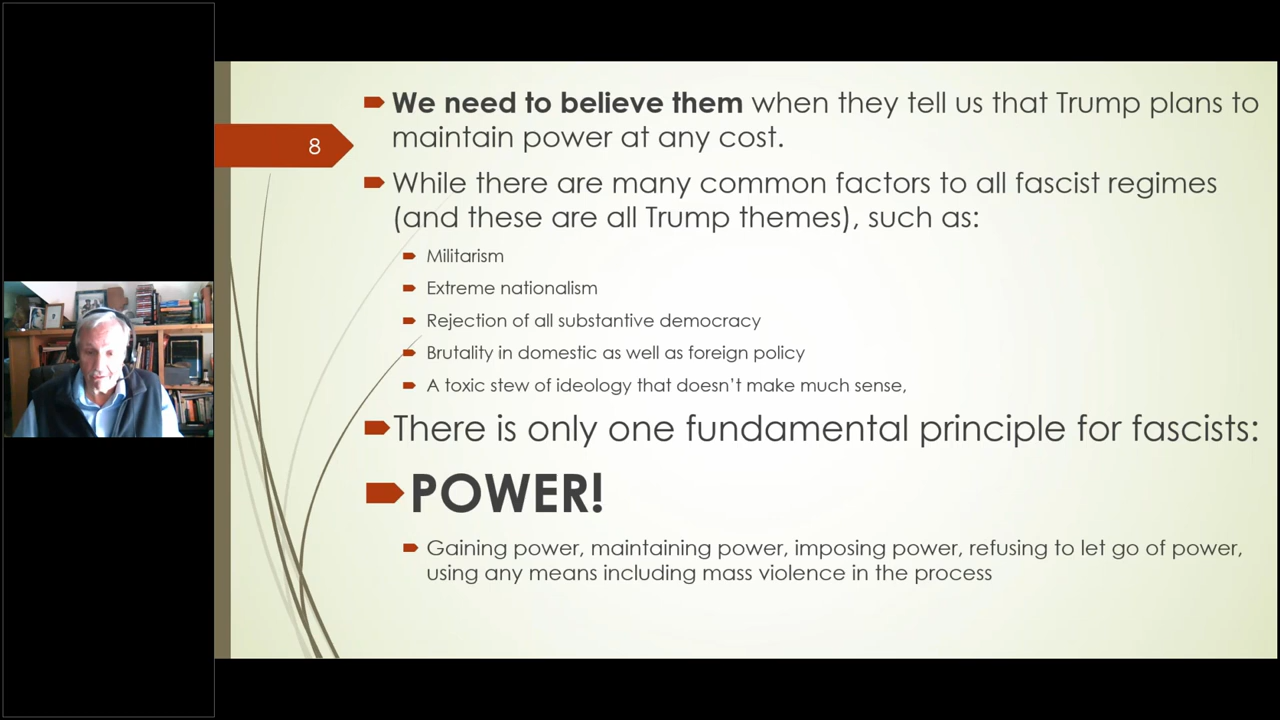 8
We need to believe them when they tell us that Trump plans to
maintain power at any cost.
While there are many common factors to all fascist regimes
(and these are all Trump themes), such as:
Militarism
Extreme nationalism
Rejection of all substantive democracy
Brutality in domestic as well as foreign policy
A toxic stew of ideology that doesn't make much sense,
There is only one fundamental principle for fascists:
POWER!
Gaining power, maintaining power, imposing power, refusing to let go of power,
using any means including mass violence in the process